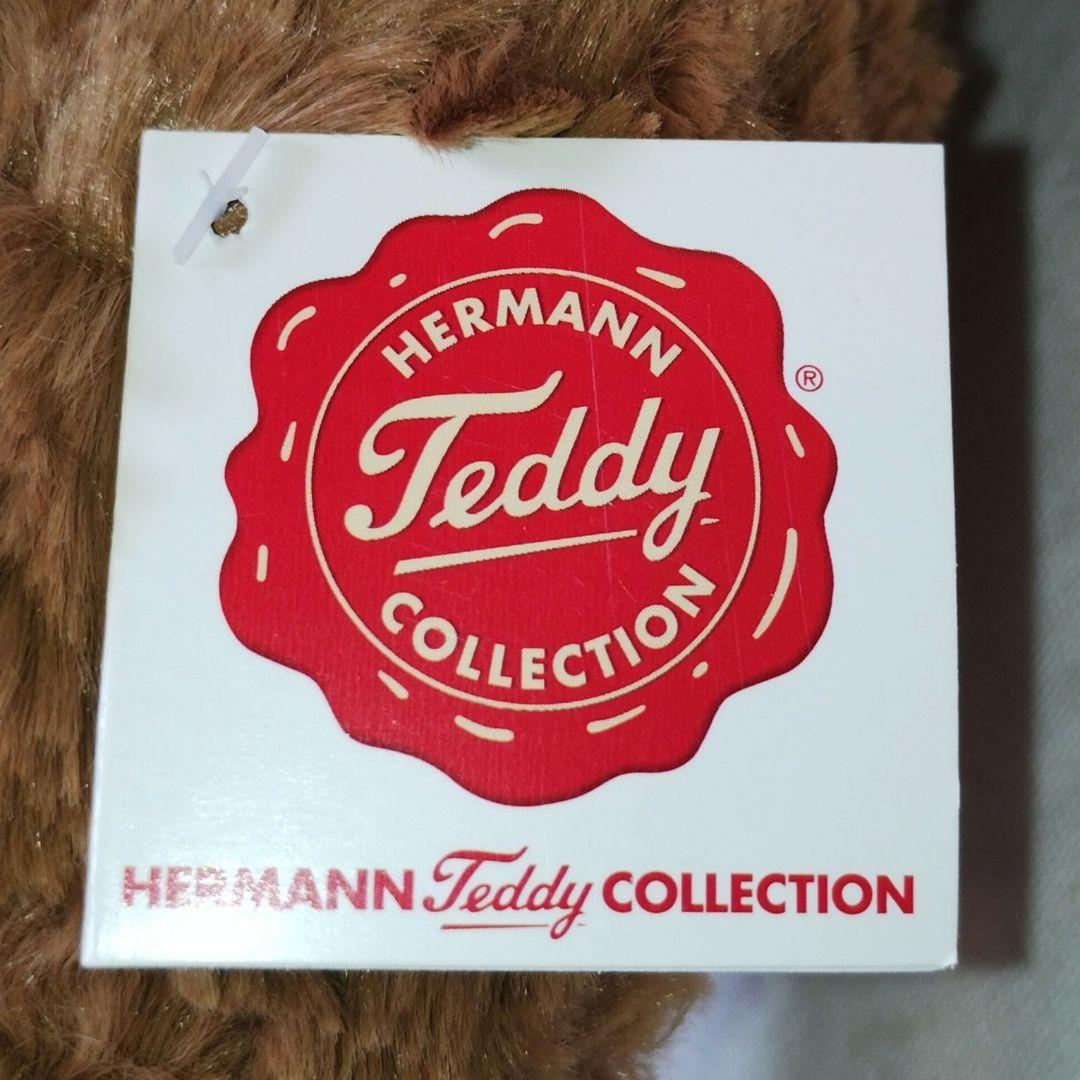 HERMANN
Teddy
COLLECTION
®
HERMANN Teddy COLLECTION